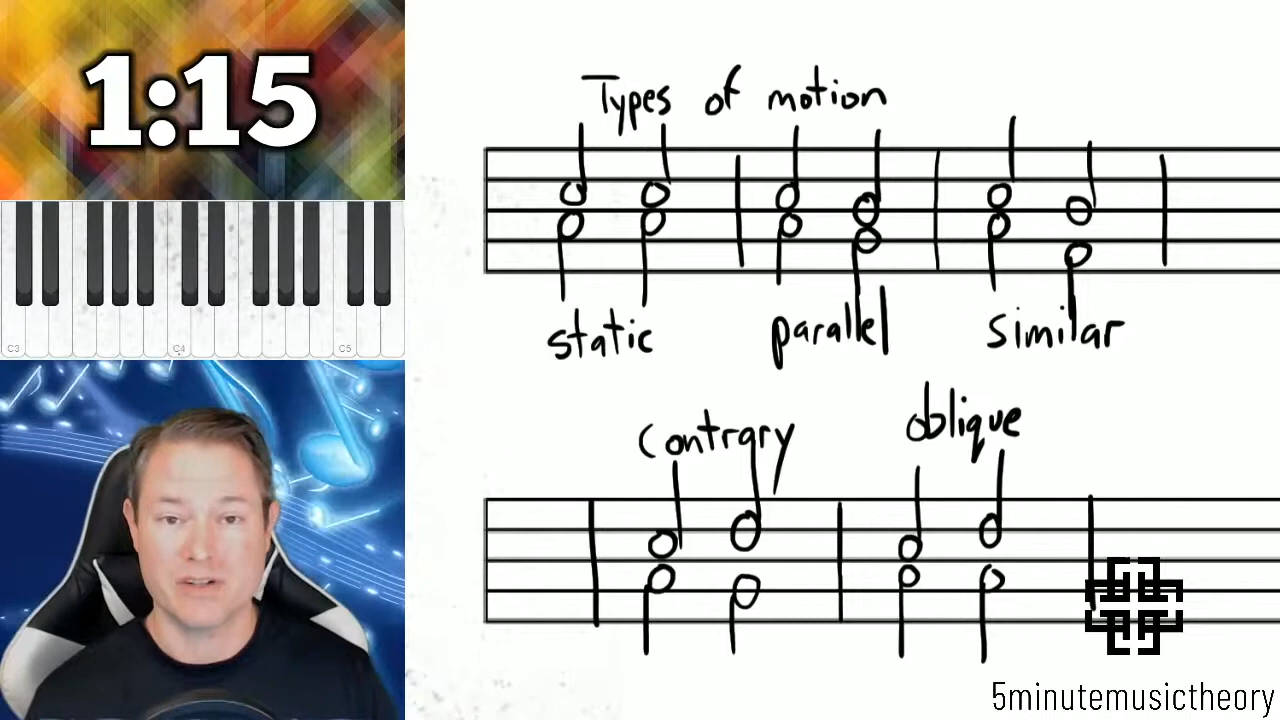 1:15
Types of motion
static parallel similar
C3 C4 C5
contrary oblique
5minutemusictheory